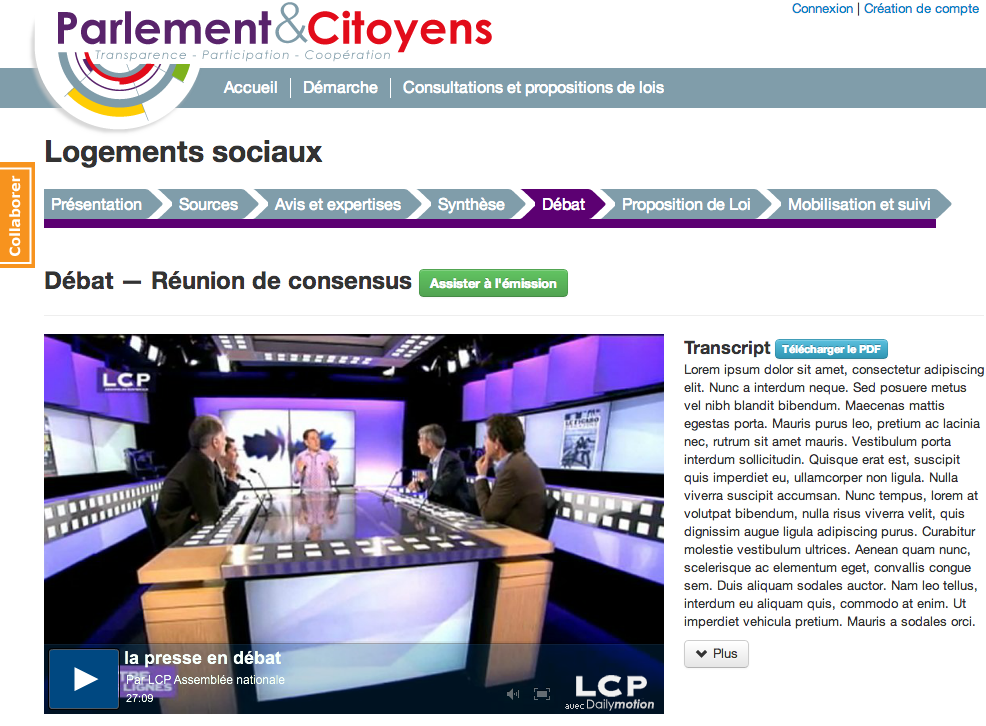 Connexion | Création de compte
Parlement&Citoyens
Transparence - Participation - Coopération
Accueil
Démarche
Consultations et propositions de lois
Logements sociaux
Collaborer
Présentation
Sources
Avis et expertises
Synthèse
Débat
Proposition de Loi
Mobilisation et suivi
Débat — Réunion de consensus
Assister à l'émission
LCP
LE FIGARO
la presse en débat
Par LCP Assemblée nationale
27:09
LIGNES
LCP
avec Dailymotion
Transcript
Télécharger le PDF
Lorem ipsum dolor sit amet, consectetur adipiscing
elit. Nunc a interdum neque. Sed posuere metus
vel nibh blandit bibendum. Maecenas mattis
egestas porta. Mauris purus leo, pretium ac lacinia
nec, rutrum sit amet mauris. Vestibulum porta
interdum sollicitudin. Quisque erat est, suscipit
quis imperdiet eu, ullamcorper non ligula. Nulla
viverra suscipit accumsan. Nunc tempus, lorem at
volutpat bibendum, nulla risus viverra velit, quis
dignissim augue ligula adipiscing purus. Curabitur
molestie vestibulum ultrices. Aenean quam nunc,
scelerisque ac elementum eget, convallis congue
sem. Duis aliquam sodales auctor. Nam leo tellus,
interdum eu aliquam quis, commodo at enim. Ut
imperdiet vehicula pretium. Mauris a sodales orci.
Plus